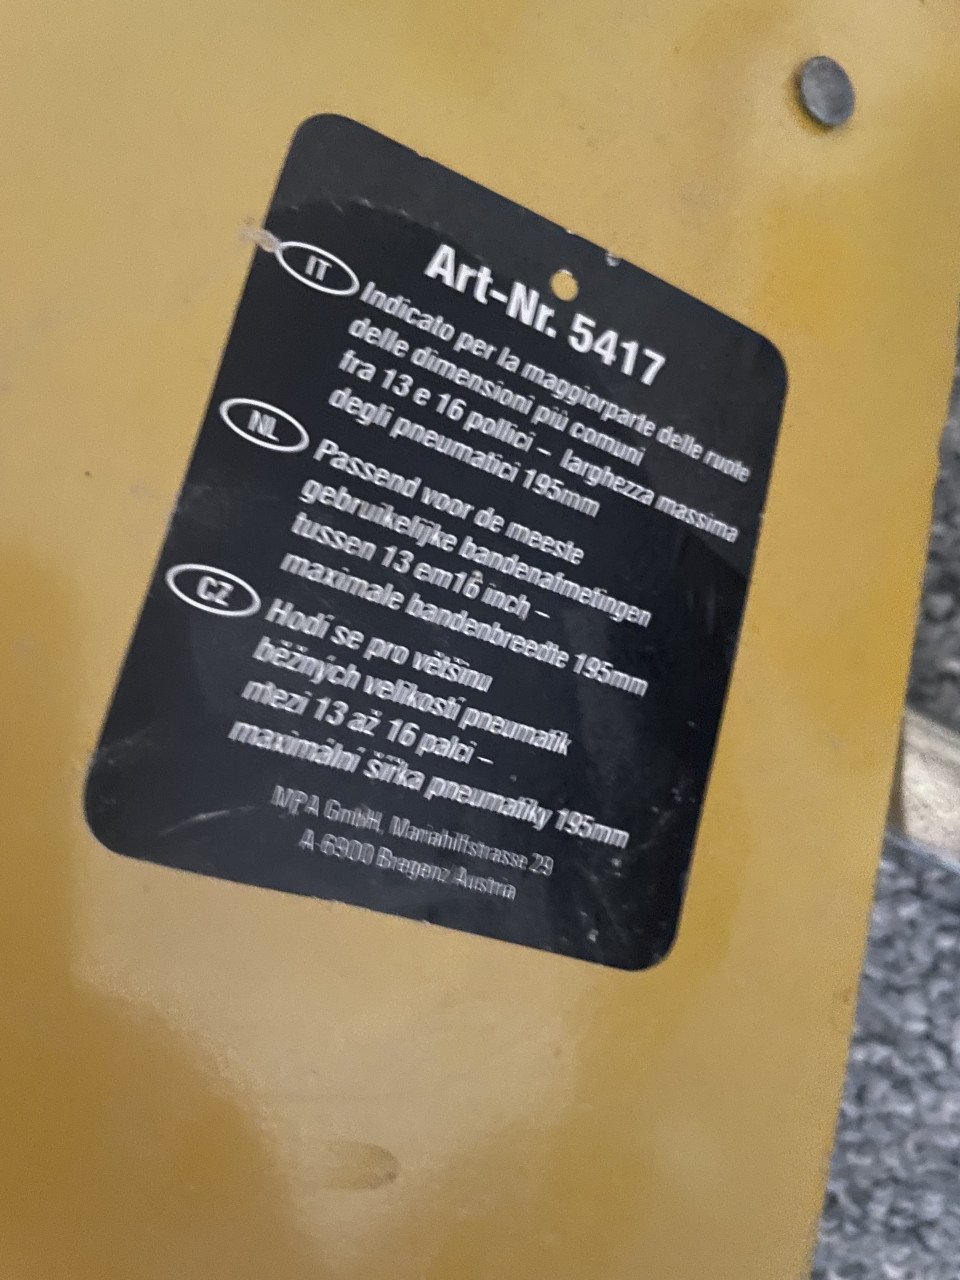 Art-Nr. 5417
IT
Indicato per la maggiorparte delle ruote
delle dimensioni più comuni
fra 13 e 16 pollici – larghezza massima
degli pneumatici 195mm
NL
Passend voor de meeste
gebruikelijke bandenafmetingen
tussen 13 em16 inch –
maximale bandenbreedte 195mm
CZ
Hodí se pro většinu
běžných velikostí pneumatik
mezi 13 až 16 palci –
maximální šířka pneumatiky 195mm
GmbH, Mariahilfstrasse 29
A-6900 Bregenz Austria